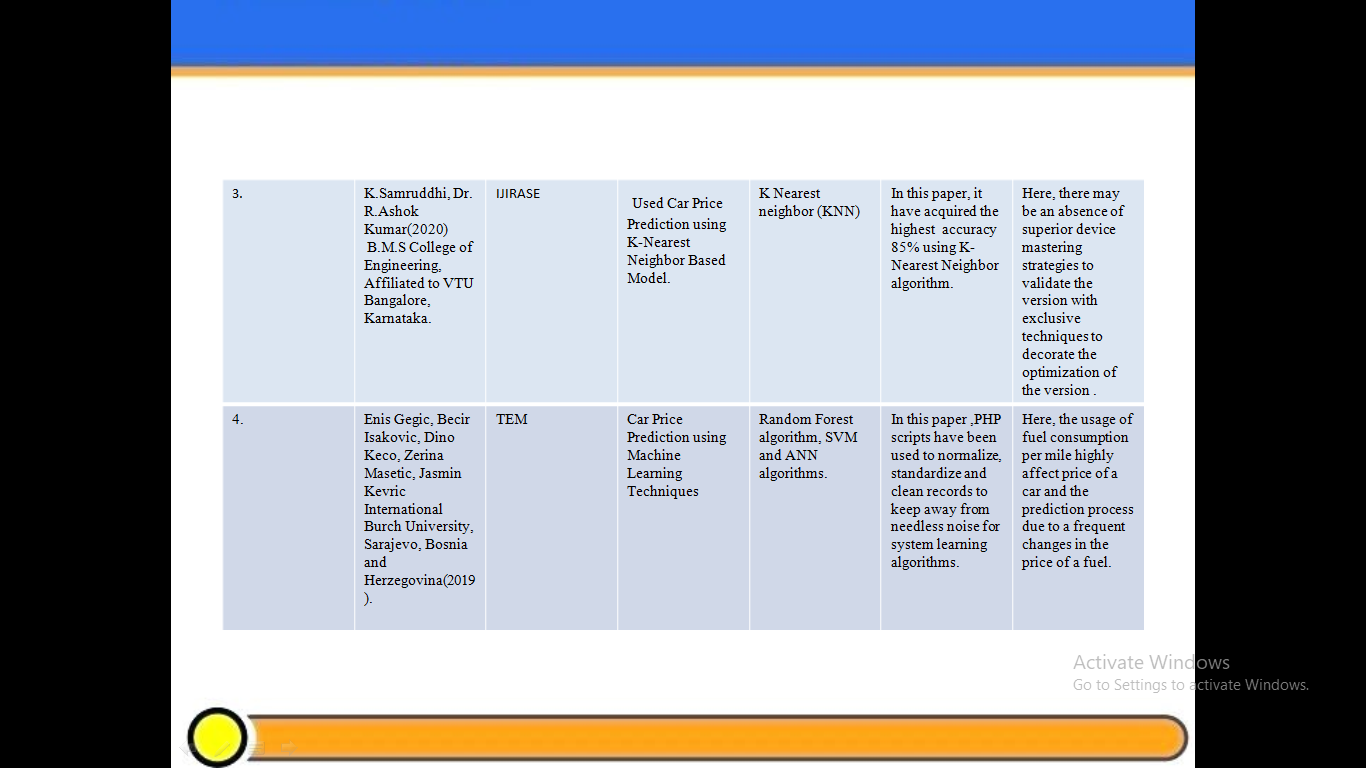 3.
K.Samruddhi, Dr.
R.Ashok
Kumar(2020)
B.M.S College of
Engineering,
Affiliated to VTU
Bangalore,
Karnataka.
IJIRASE
Used Car Price
Prediction using
K-Nearest
Neighbor Based
Model.
K Nearest
neighbor (KNN)
In this paper, it
have acquired the
highest accuracy
85% using K-
Nearest Neighbor
algorithm.
Here, there may
be an absence of
superior device
mastering
strategies to
validate the
version with
exclusive
techniques to
decorate the
optimization of
the version .
4.
Enis Gegic, Becir
Isakovic, Dino
Keco, Zerina
Masetic, Jasmin
Kevric
International
Burch University,
Sarajevo, Bosnia
and
Herzegovina(2019
).
TEM
Car Price
Prediction using
Machine
Learning
Techniques
Random Forest
algorithm, SVM
and ANN
algorithms.
In this paper ,PHP
scripts have been
used to normalize,
standardize and
clean records to
keep away from
needless noise for
system learning
algorithms.
Here, the usage of
fuel consumption
per mile highly
affect price of a
car and the
prediction process
due to a frequent
changes in the
price of a fuel.
Activate Windows
Go to Settings to activate Windows.